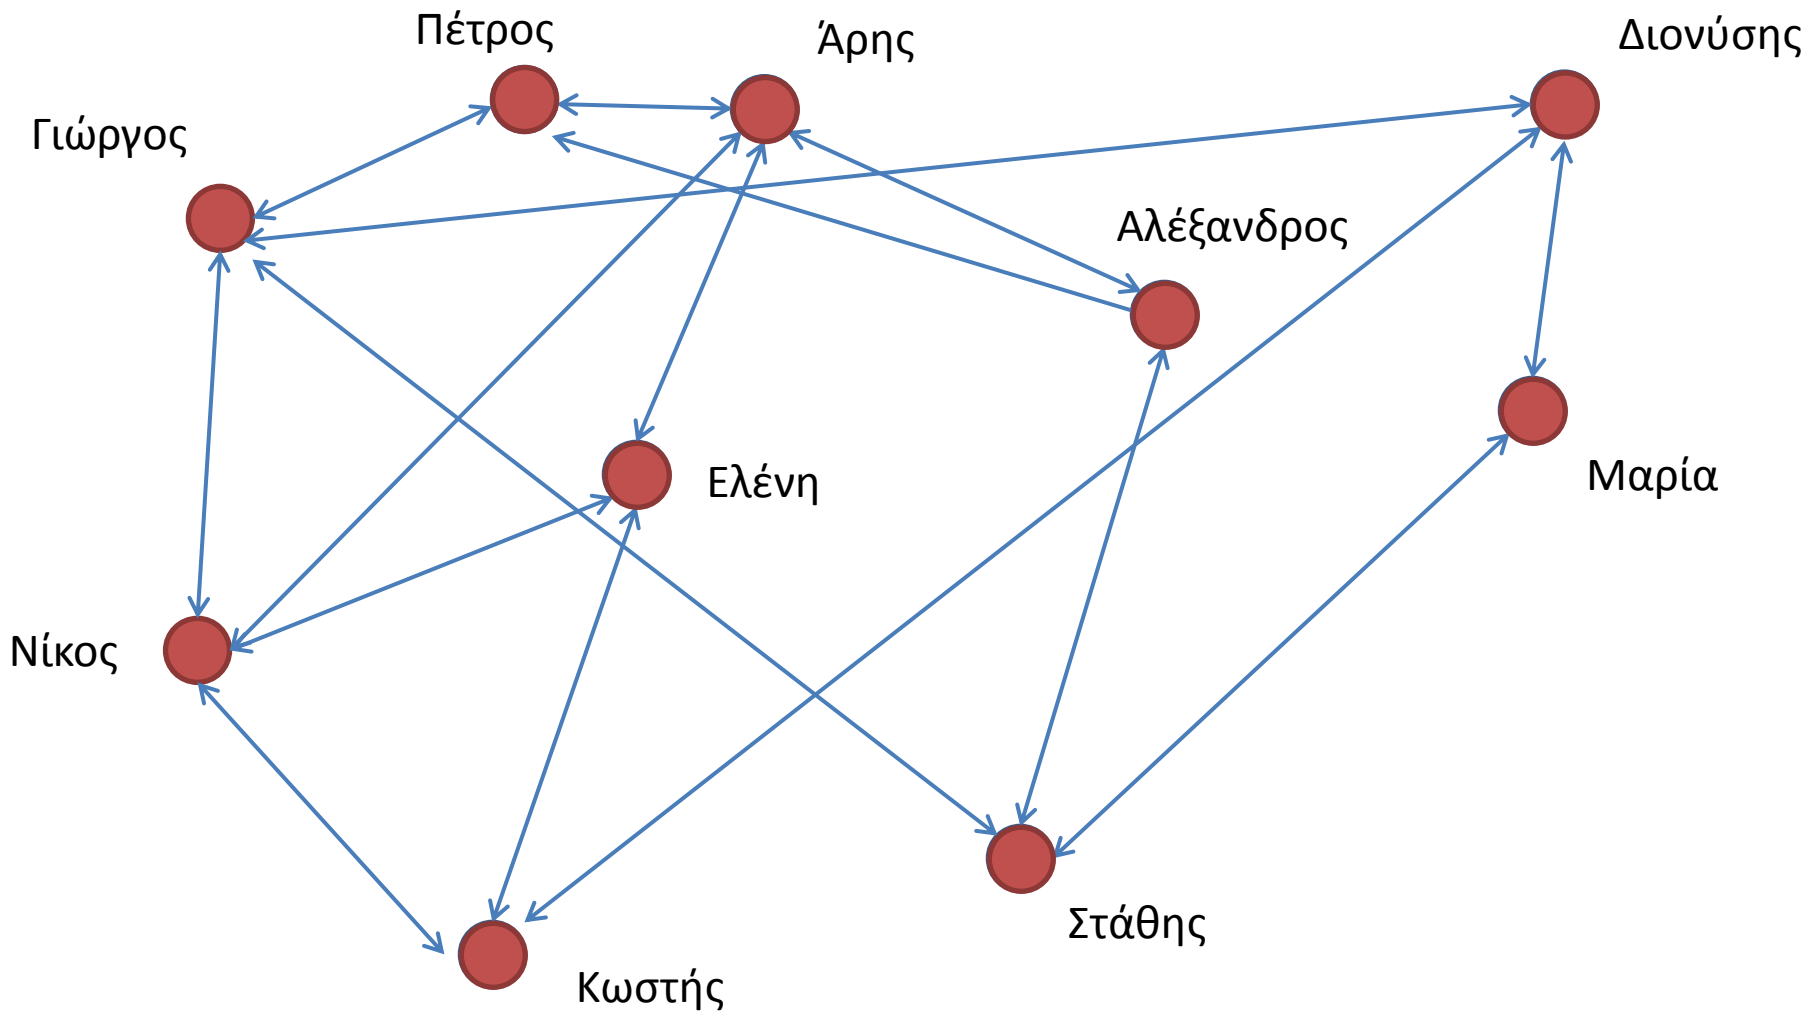 Πέτρος
Άρης
Διονύσης
Γιώργος
Αλέξανδρος
Ελένη
Μαρία
Νίκος
Στάθης
Κωστής